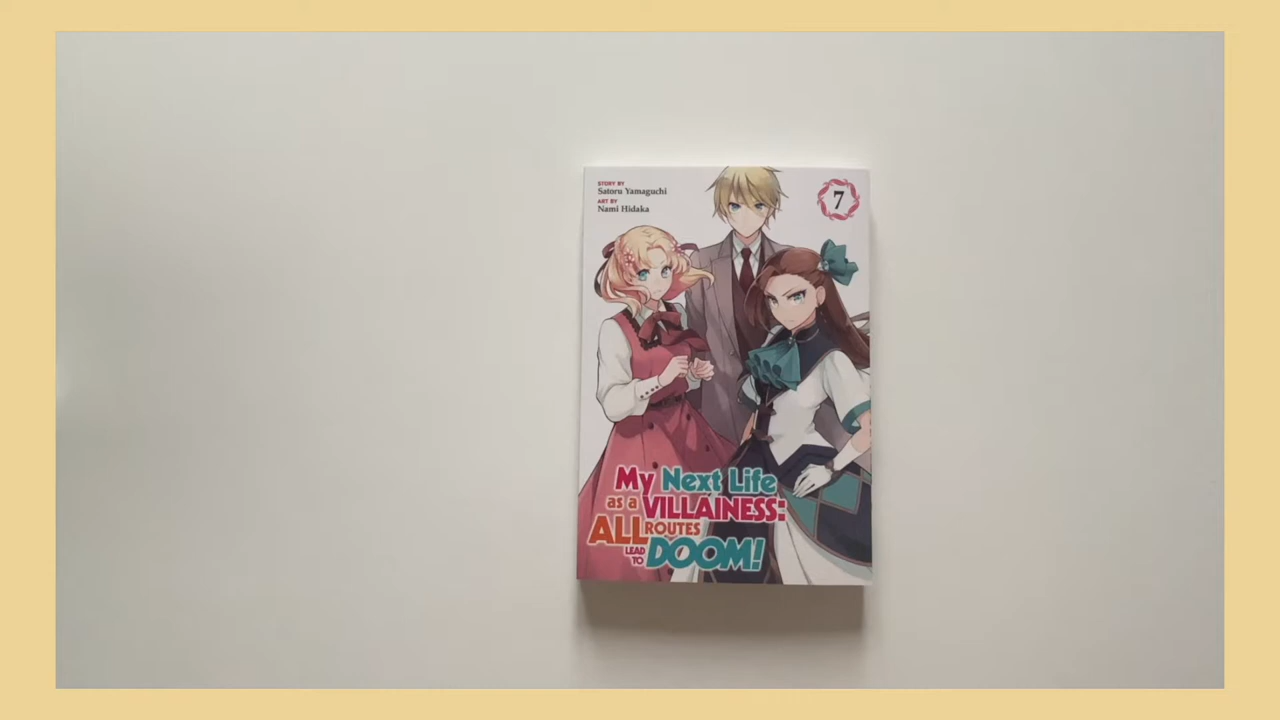 STORY BY
Satoru Yamaguchi
ART BY
Nami Hidaka
7
My Next Life
as a VILLAINESS:
ALL ROUTES
LEAD TO DOOM!